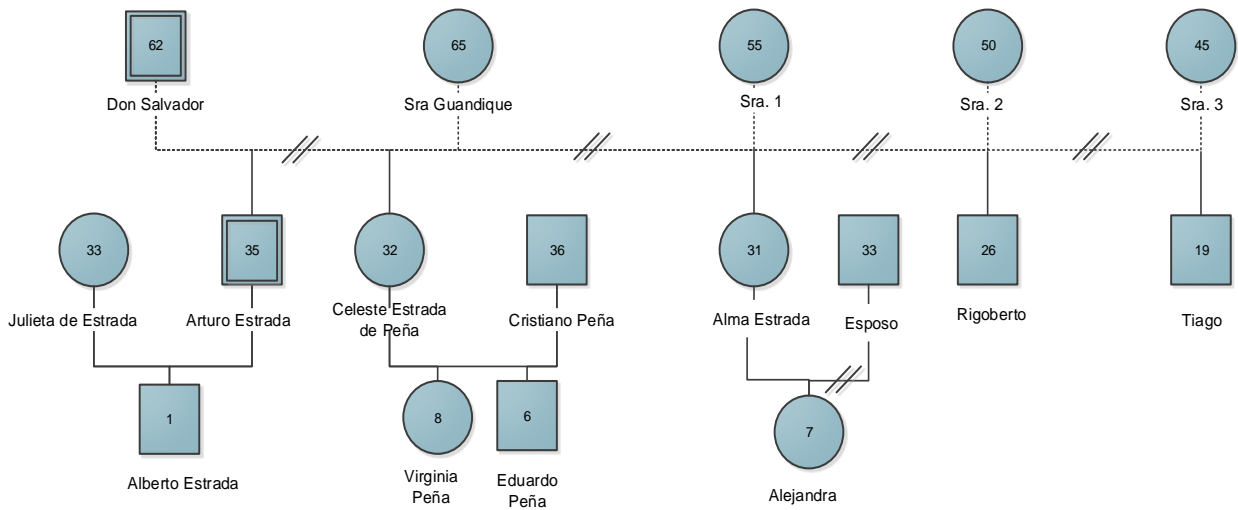 62
65
55
50
45
Don Salvador
Sra Guandique
Sra. 1
Sra. 2
Sra. 3
33
35
32
36
31
33
26
19
Julieta de Estrada
Arturo Estrada
Celeste Estrada
de Peña
Cristiano Peña
Alma Estrada
Esposo
Rigoberto
Tiago
1
8
6
7
Alberto Estrada
Virginia
Peña
Eduardo
Peña
Alejandra